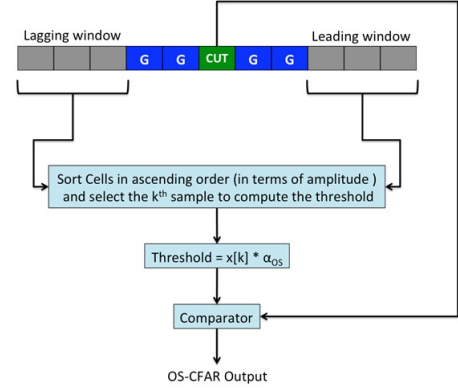 Lagging window
Leading window
G G CUT G G
Sort Cells in ascending order (in terms of amplitude )
and select the kth sample to compute the threshold
Threshold = x[k] * αOS
Comparator
OS-CFAR Output